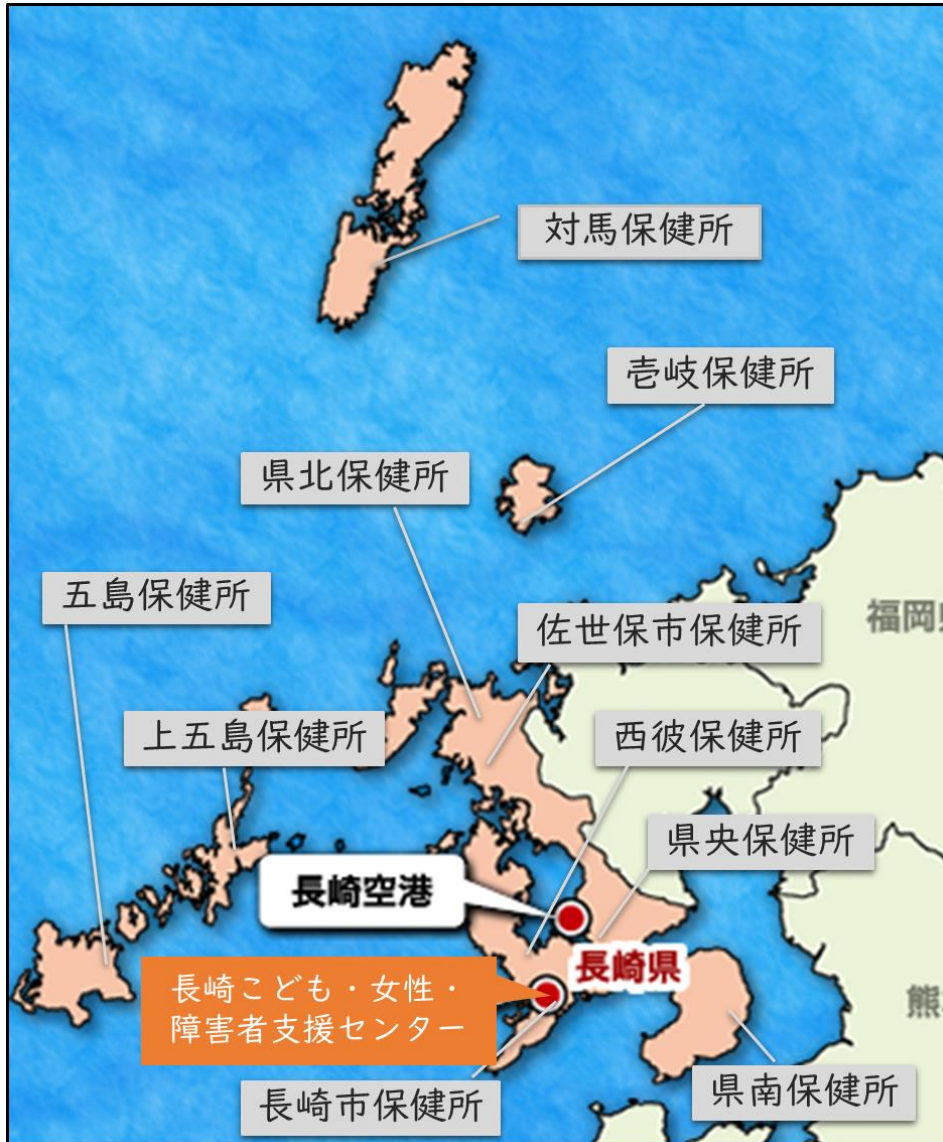 対馬保健所
壱岐保健所
県北保健所
五島保健所
佐世保市保健所
福岡県
上五島保健所
西彼保健所
県央保健所
長崎空港
長崎県
長崎こども・女性・
障害者支援センター
熊
県南保健所
長崎市保健所